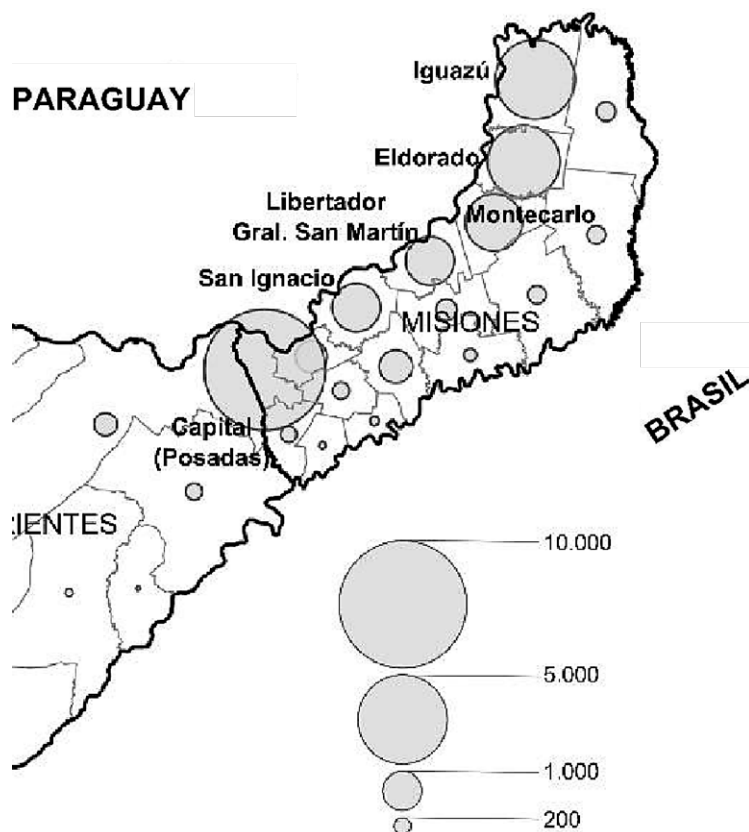 Iguazú
PARAGUAY
Eldorado
Libertador
Montecarlo
Gral. San Martín
San Ignacio
MISIONES
BRASIL
Capital
(Posadas)
IENTES
10.000
5.000
1.000
200